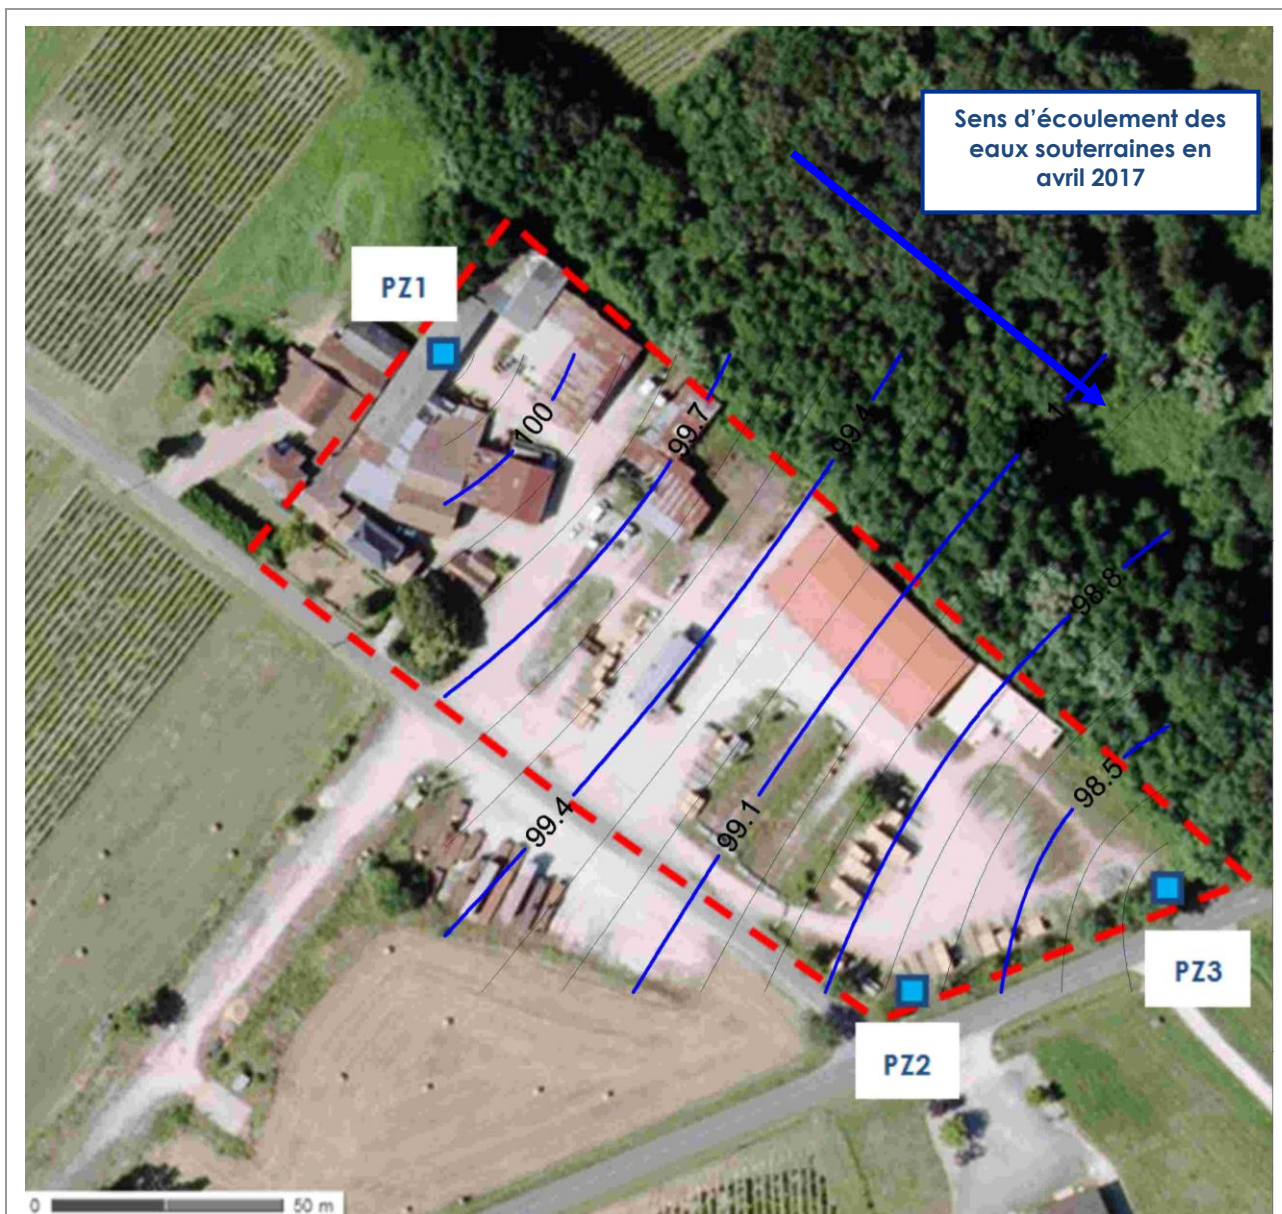 Sens d'écoulement des
eaux souterraines en
avril 2017
PZ1
100
99.7
99.4
98.8
98.5
99.4
99.1
PZ3
PZ2
0 50 m